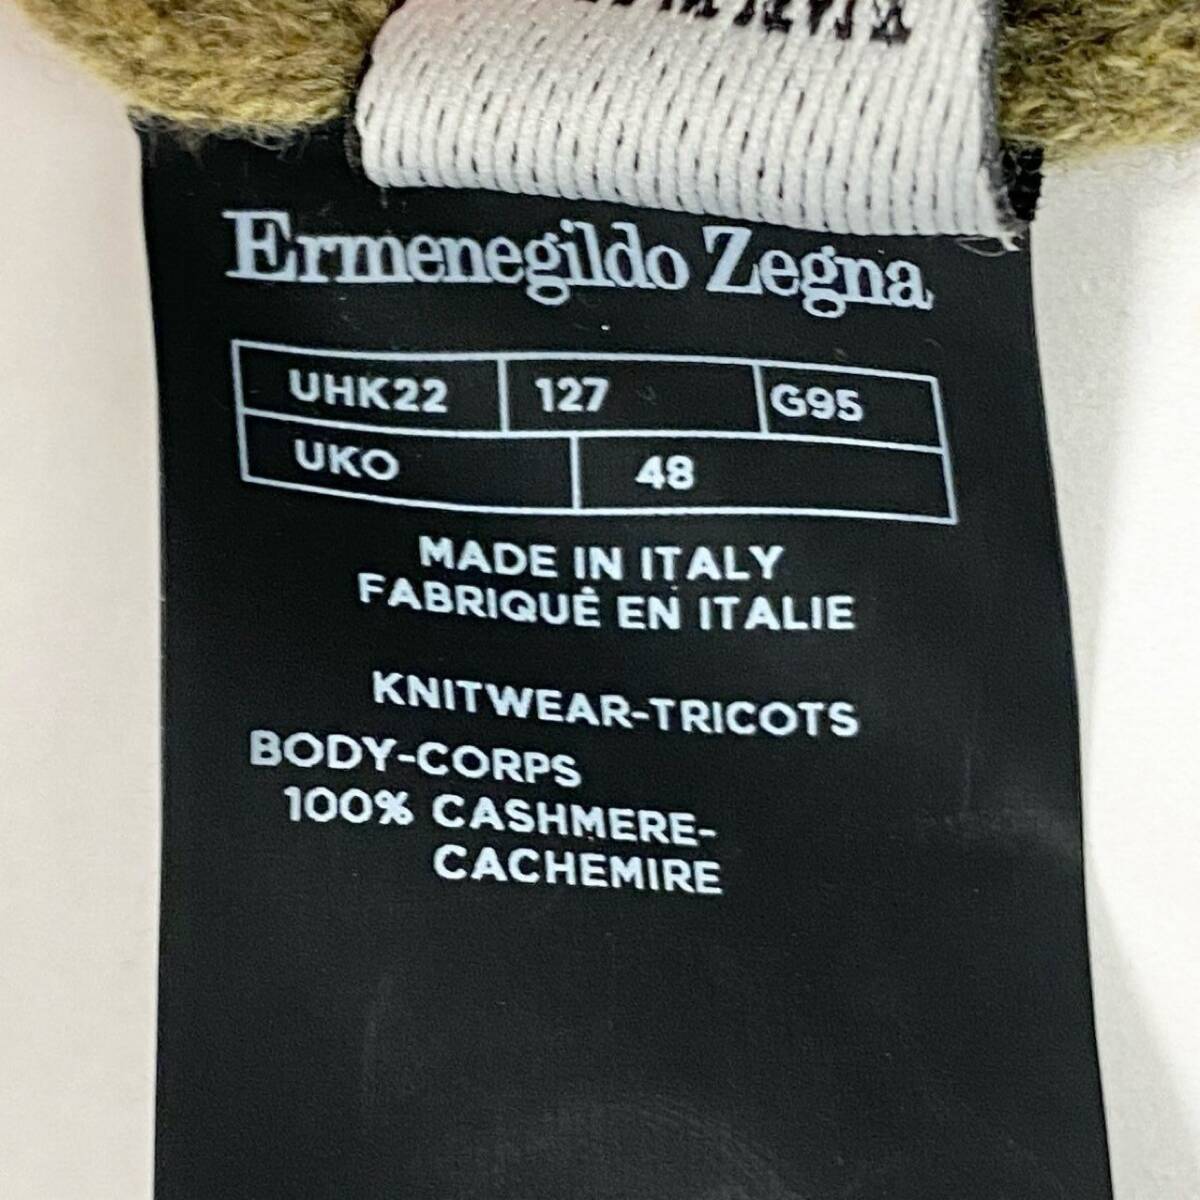 Ermenegildo Zegna
UHK22 127 G95
UKO 48
MADE IN ITALY
FABRIQUÉ EN ITALIE
KNITWEAR-TRICOTS
BODY-CORPS
100% CASHMERE-
CACHEMIRE